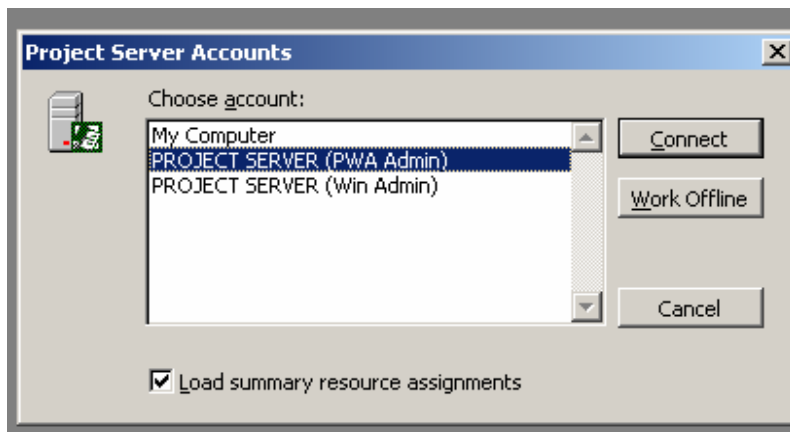 Project Server Accounts
Choose account:
My Computer
PROJECT SERVER (PWA Admin)
PROJECT SERVER (Win Admin)
Connect
Work Offline
Cancel
Load summary resource assignments